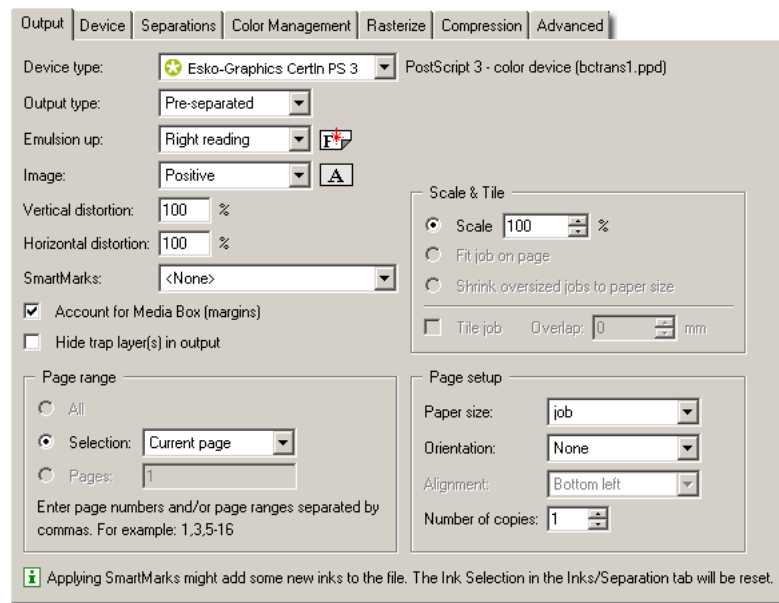 Output Device Separations Color Management Rasterize Compression Advanced
Device type: Esko-Graphics CertIn PS 3 PostScript 3 - color device (bctrans1.ppd)
Output type: Pre-separated
Emulsion up: Right reading F
Image: Positive A
Vertical distortion: 100 %
Horizontal distortion: 100 %
SmartMarks: <None>
Account for Media Box (margins)
Hide trap layer(s) in output
Scale & Tile
Scale 100 %
Fit job on page
Shrink oversized jobs to paper size
Tile job Overlap: 0 mm
Page range
All
Selection: Current page
Pages: 1
Enter page numbers and/or page ranges separated by
commas. For example: 1,3,5-16
Page setup
Paper size: job
Orientation: None
Alignment: Bottom left
Number of copies: 1
i Applying SmartMarks might add some new inks to the file. The Ink Selection in the Inks/Separation tab will be reset.